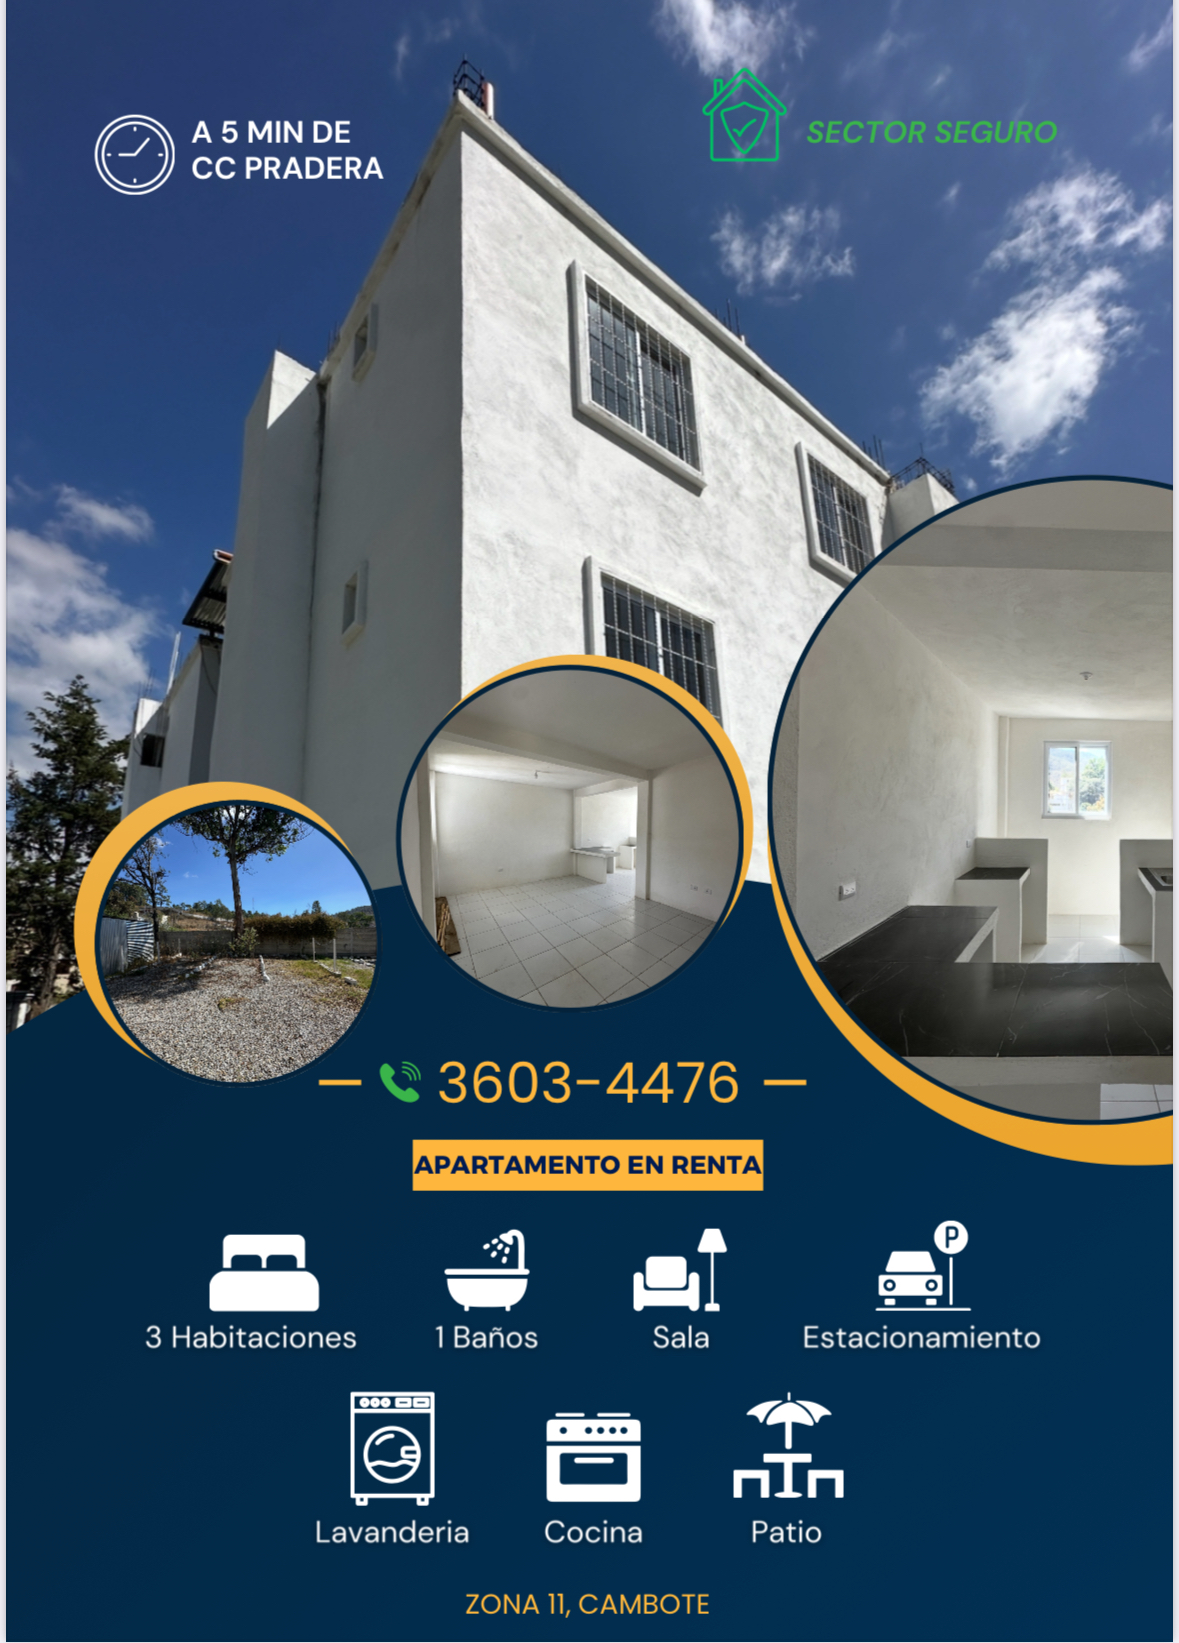 A 5 MIN DE
CC PRADERA
SECTOR SEGURO
3603-4476
APARTAMENTO EN RENTA
P
3 Habitaciones
1 Baños
Sala
Estacionamiento
Lavanderia
Cocina
Patio
ZONA 11, CAMBOTE